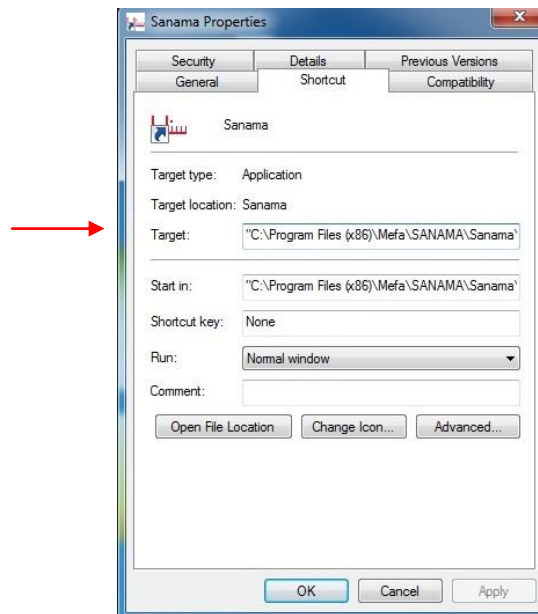 Sanama Properties
Security Details Previous Versions
General Shortcut Compatibility
Sanama
Target type: Application
Target location: Sanama
Target: "C:\Program Files (x86)\Mefa\SANAMA\Sanama\
Start in: "C:\Program Files (x86)\Mefa\SANAMA\Sanama\
Shortcut key: None
Run: Normal window
Comment:
Open File Location Change Icon... Advanced...
OK Cancel Apply